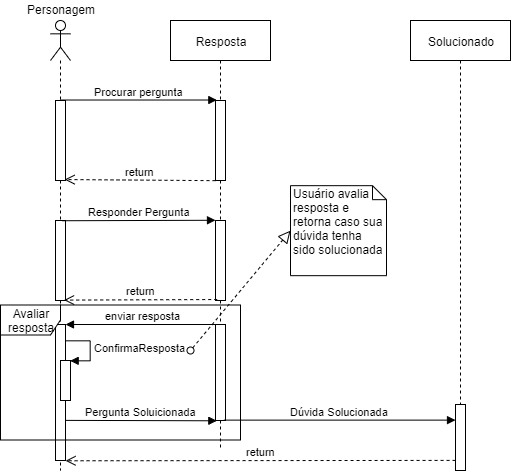 Personagem
Resposta
Solucionado
Procurar pergunta
return
Usuário avalia
resposta e
retorna caso sua
dúvida tenha
sido solucionada
Responder Pergunta
return
Avaliar
resposta
enviar resposta
ConfirmaResposta
Pergunta Soluicionada
Dúvida Solucionada
return